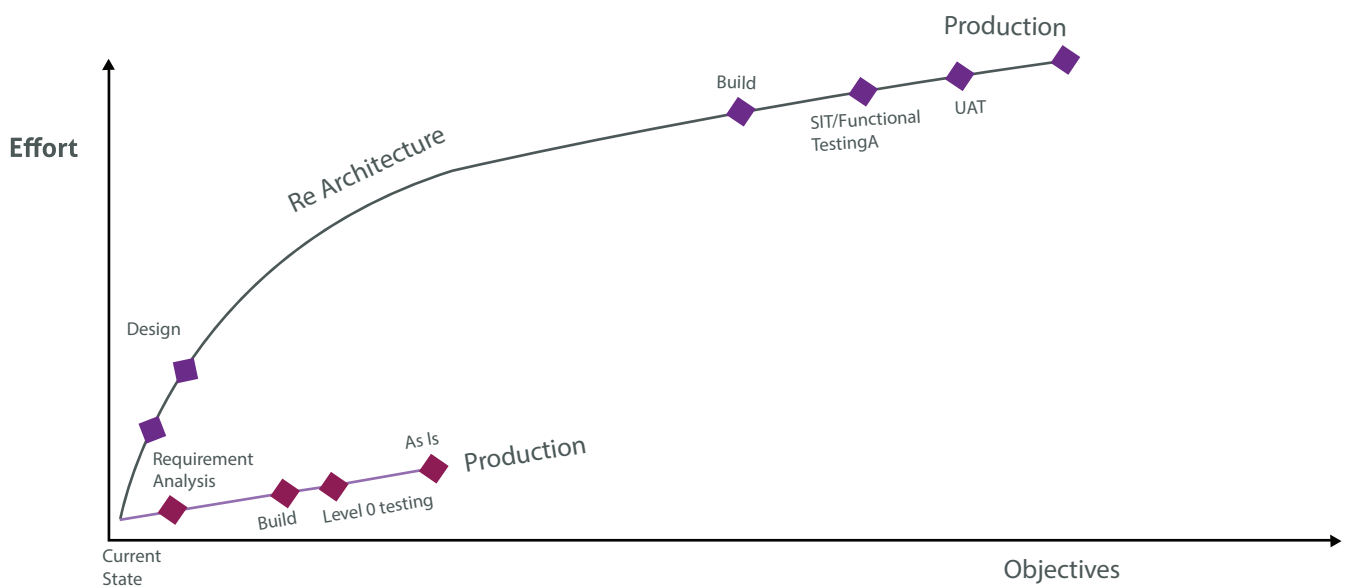 Production
Build
SIT/Functional
TestingA
UAT
Effort
Re Architecture
Design
Requirement
Analysis
As Is
Production
Build
Level 0 testing
Current
State
Objectives